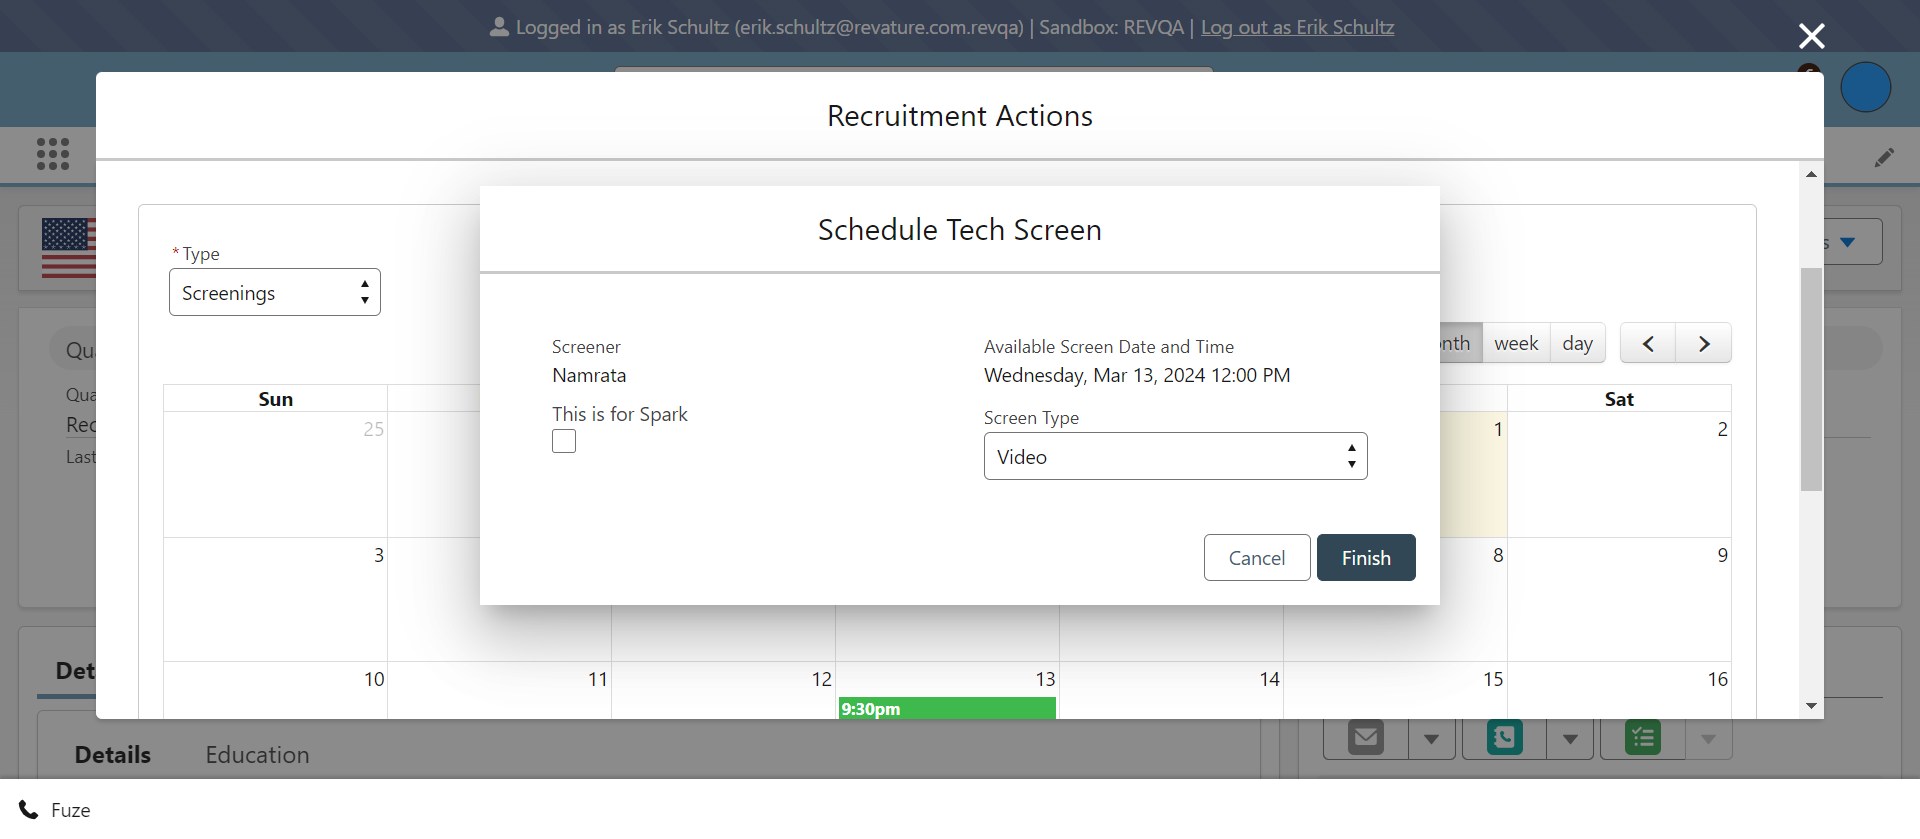 Logged in as Erik Schultz (erik.schultz@revature.com.revqa) | Sandbox: REVQA | Log out as Erik Schultz
Recruitment Actions
Schedule Tech Screen
* Type
Screenings
Screener
Namrata
Available Screen Date and Time
Wednesday, Mar 13, 2024 12:00 PM
This is for Spark
Screen Type
Video
Cancel
Finish
nth
week
day
Sun
Sat
25
1
2
3
8
9
10
11
12
13
14
15
16
9:30pm
Qu
Qua
Rec
Last
s
Det
Details
Education
Fuze